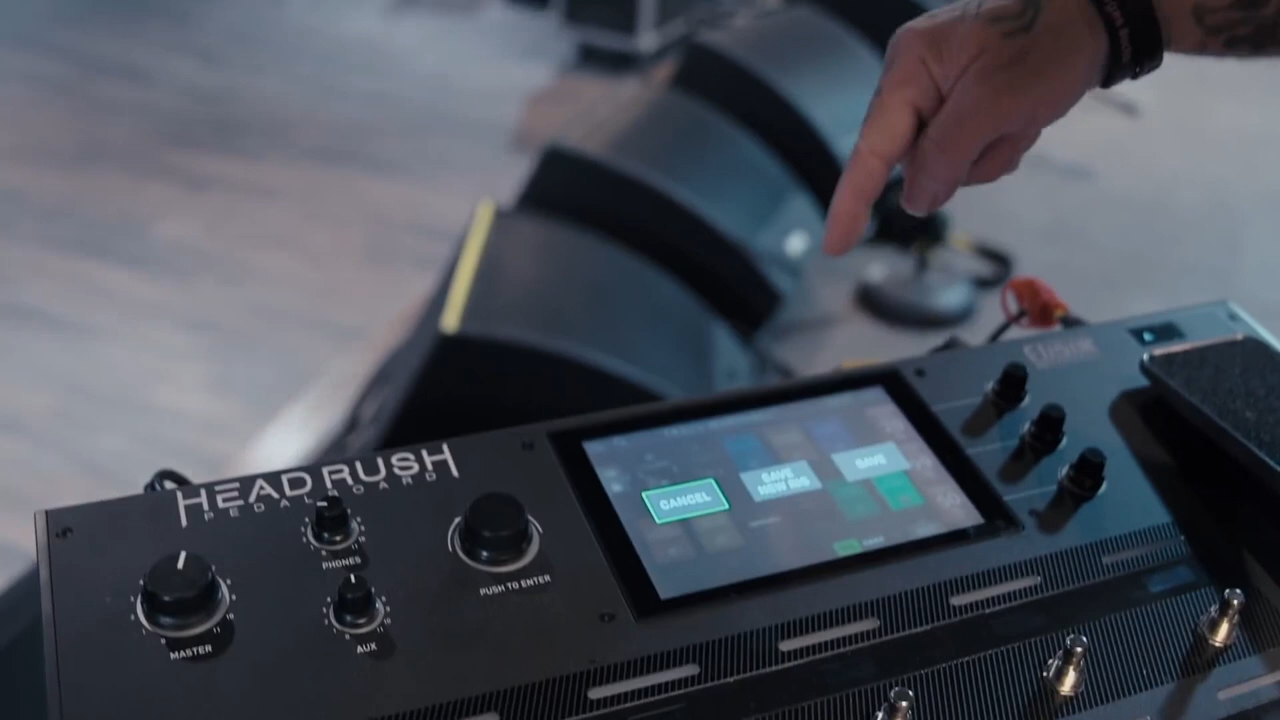 HEADRUSH
PEDALBOARD
PHONES
MASTER
AUX
PUSH TO ENTER
CANCEL
SAVE
NEW RIG
SAVE